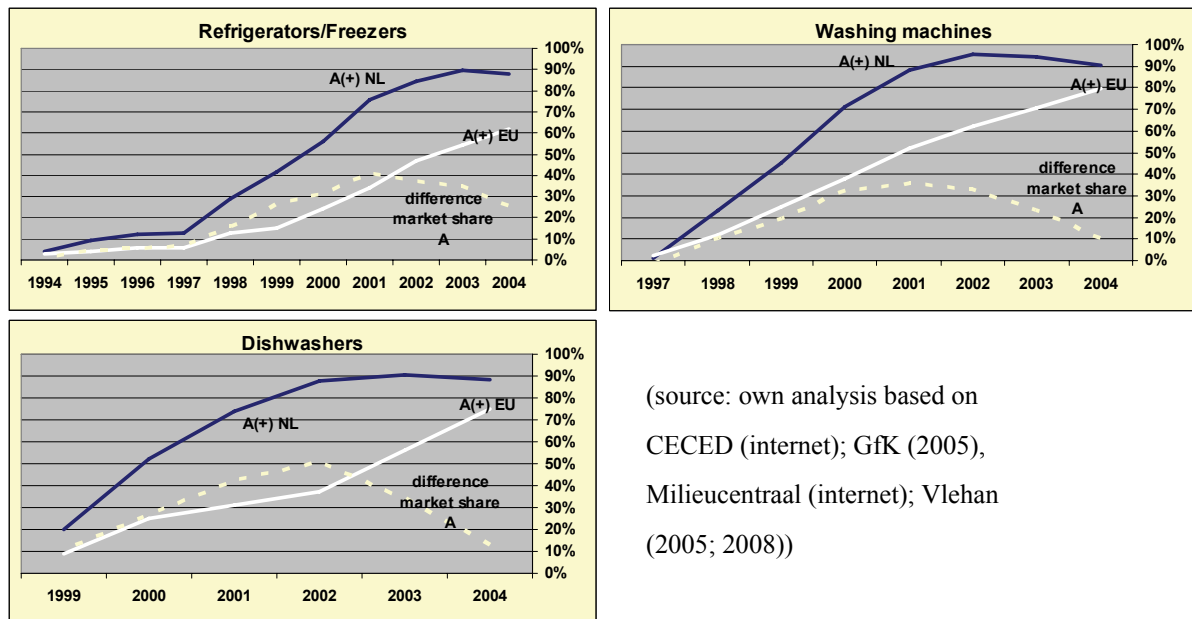 Refrigerators/Freezers
100%
90%
80%
70%
60%
50%
40%
30%
20%
10%
0%
A(+) NL
A(+) EU
difference
market share
A
1994 1995 1996 1997 1998 1999 2000 2001 2002 2003 2004
Washing machines
100%
90%
80%
70%
60%
50%
40%
30%
20%
10%
0%
A(+) NL
A(+) EU
difference
market share
A
1997 1998 1999 2000 2001 2002 2003 2004
Dishwashers
100%
90%
80%
70%
60%
50%
40%
30%
20%
10%
0%
A(+) NL
A(+) EU
difference
market share
A
1999 2000 2001 2002 2003 2004
(source: own analysis based on
CECED (internet); GfK (2005),
Milieucentraal (internet); Vlehan
(2005; 2008))